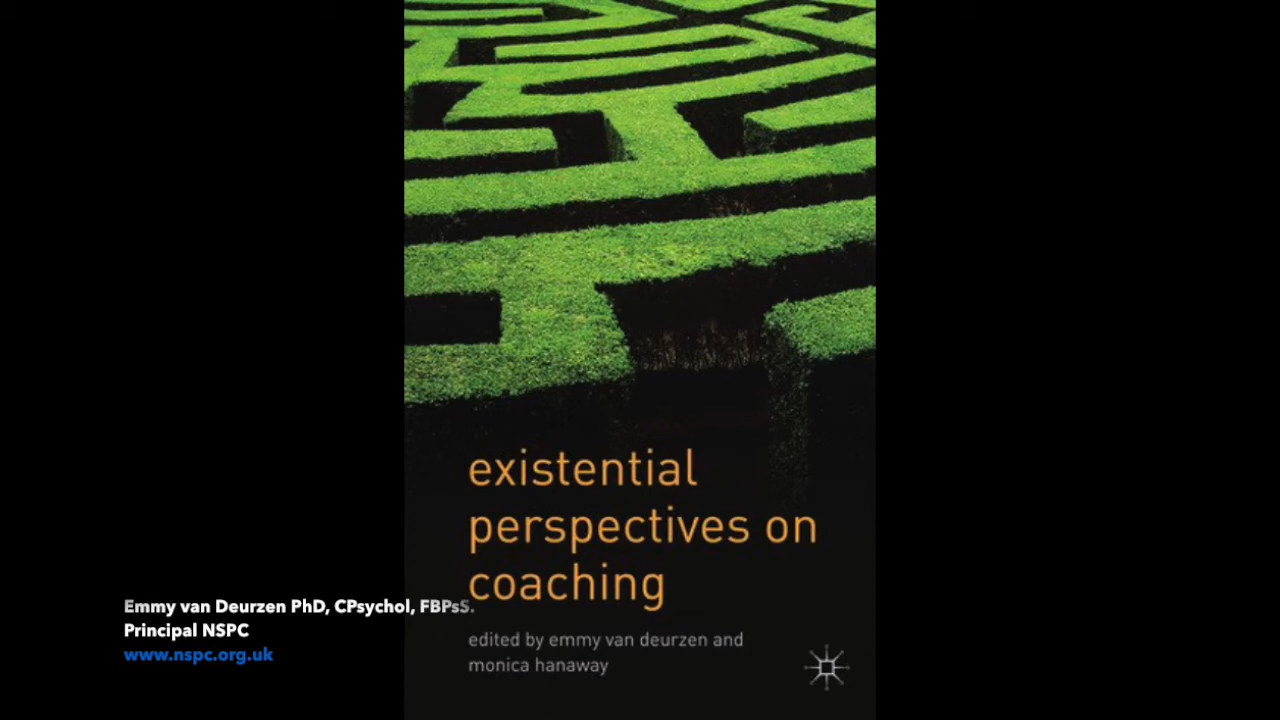 existential
perspectives on
coaching
edited by emmy van deurzen and
monica hanaway
Emmy van Deurzen PhD, CPsychol, FBPsS.
Principal NSPC
www.nspc.org.uk